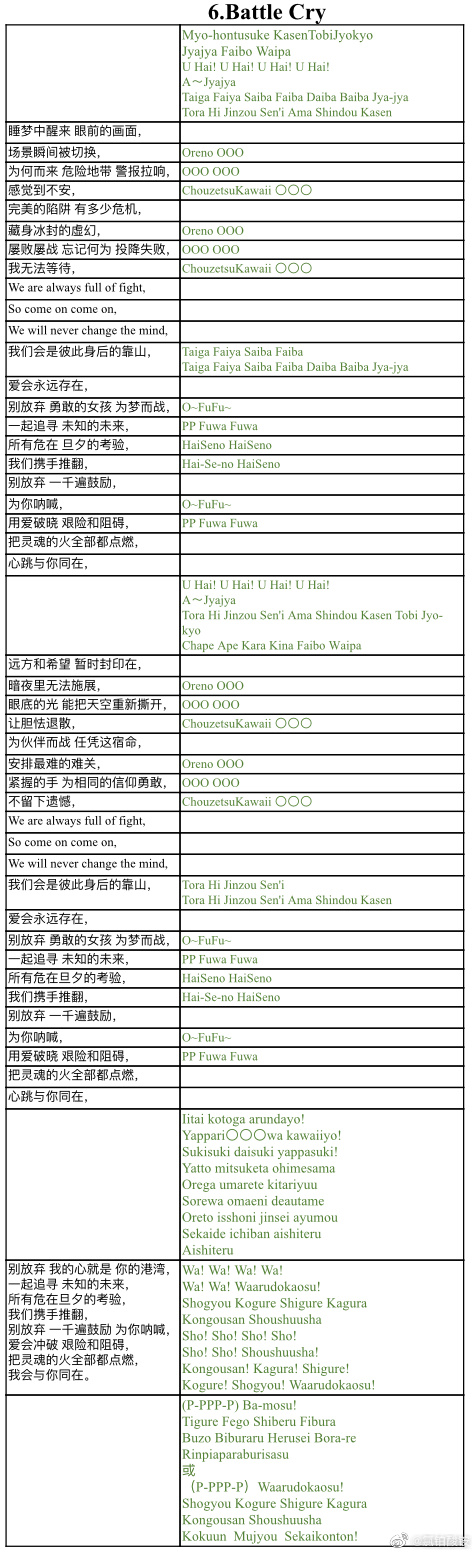 6.Battle Cry
Myo-hontusuke KasenTobiJyokyo
Jyajya Faibo Waipa
U Hai! U Hai! U Hai! U Hai!
A～Jyajya
Taiga Faiya Saiba Faiba Daiba Baiba Jya-jya
Tora Hi Jinzou Sen'i Ama Shindou Kasen
睡梦中醒来 眼前的画面，
场景瞬间被切换， Oreno OOO
为何而来 危险地带 警报拉响， OOO OOO
感觉到不安， ChouzetsuKawaii 〇〇〇
完美的陷阱 有多少危机，
藏身冰封的虚幻， Oreno OOO
屡败屡战 忘记何为 投降失败， OOO OOO
我无法等待， ChouzetsuKawaii 〇〇〇
We are always full of fight,
So come on come on,
We will never change the mind,
我们会是彼此身后的靠山， Taiga Faiya Saiba Faiba
Taiga Faiya Saiba Faiba Daiba Baiba Jya-jya
爱会永远存在，
别放弃 勇敢的女孩 为梦而战， O~FuFu~
一起追寻 未知的未来， PP Fuwa Fuwa
所有危在 旦夕的考验， HaiSeno HaiSeno
我们携手推翻， Hai-Se-no HaiSeno
别放弃 一千遍鼓励，
为你呐喊， O~FuFu~
用爱破晓 艰险和阻碍， PP Fuwa Fuwa
把灵魂的火全部都点燃，
心跳与你同在，
U Hai! U Hai! U Hai! U Hai!
A～Jyajya
Tora Hi Jinzou Sen'i Ama Shindou Kasen Tobi Jyo-
kyo
Chape Ape Kara Kina Faibo Waipa
远方和希望 暂时封印在，
暗夜里无法施展， Oreno OOO
眼底的光 能把天空重新撕开， OOO OOO
让胆怯退散， ChouzetsuKawaii 〇〇〇
为伙伴而战 任凭这宿命，
安排最难的难关， Oreno OOO
紧握的手 为相同的信仰勇敢， OOO OOO
不留下遗憾， ChouzetsuKawaii 〇〇〇
We are always full of fight,
So come on come on,
We will never change the mind,
我们会是彼此身后的靠山， Tora Hi Jinzou Sen'i
Tora Hi Jinzou Sen'i Ama Shindou Kasen
爱会永远存在，
别放弃 勇敢的女孩 为梦而战， O~FuFu~
一起追寻 未知的未来， PP Fuwa Fuwa
所有危在旦夕的考验， HaiSeno HaiSeno
我们携手推翻， Hai-Se-no HaiSeno
别放弃 一千遍鼓励，
为你呐喊， O~FuFu~
用爱破晓 艰险和阻碍， PP Fuwa Fuwa
把灵魂的火全部都点燃，
心跳与你同在，
Iitai kotoga arundayo!
Yappari〇〇〇wa kawaiiyo!
Sukisuki daisuki yappasuki!
Yatto mitsuketa ohimesama
Orega umarete kitariyuu
Sorewa omaeni deautame
Oreto isshoni jinsei ayumou
Sekaide ichiban aishiteru
Aishiteru
别放弃 我的心就是 你的港湾，
一起追寻 未知的未来，
所有危在旦夕的考验，
我们携手推翻，
别放弃 一千遍鼓励 为你呐喊，
爱会冲破 艰险和阻碍，
把灵魂的火全部都点燃，
我会与你同在。
Wa! Wa! Wa! Wa!
Wa! Wa! Waarudokaosu!
Shogyou Kogure Shigure Kagura
Kongousan Shoushuusha
Sho! Sho! Sho! Sho!
Sho! Sho! Shoushuusha!
Kongousan! Kagura! Shigure!
Kogure! Shogyou! Waarudokaosu!
(P-PPP-P) Ba-mosu!
Tigure Fego Shiberu Fibura
Buzo Biburaru Herusei Bora-re
Rinpiaparaburisasu
或
（P-PPP-P）Waarudokaosu!
Shogyou Kogure Shigure Kagura
Kongousan Shoushuusha
Kokuun Mujyou Sekaikonton!